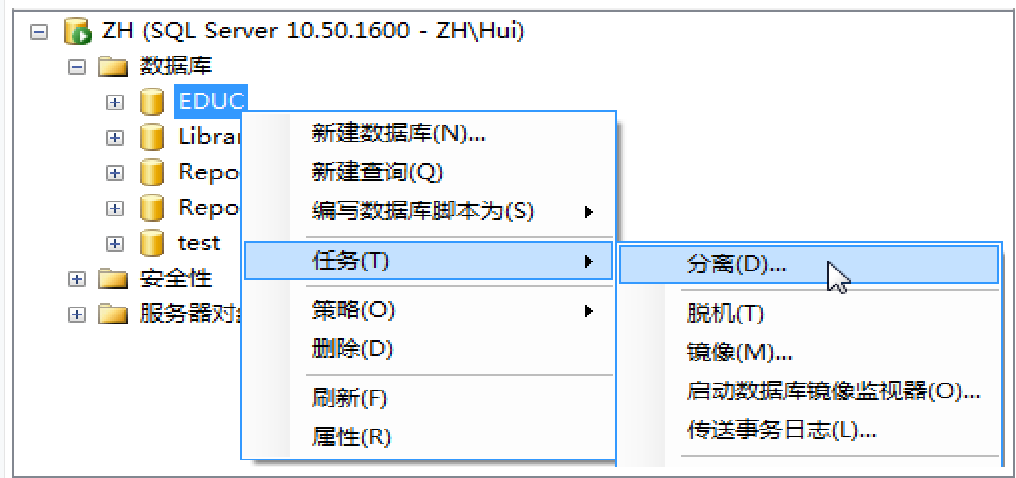 ZH (SQL Server 10.50.1600 - ZH\Hui)
数据库
EDUC
Librar
Repo
Repo
test
安全性
服务器对
新建数据库(N)...
新建查询(Q)
编写数据库脚本为(S)
任务(T)
策略(O)
删除(D)
刷新(F)
属性(R)
分离(D)...
脱机(T)
镜像(M)...
启动数据库镜像监视器(O)...
传送事务日志(L)...